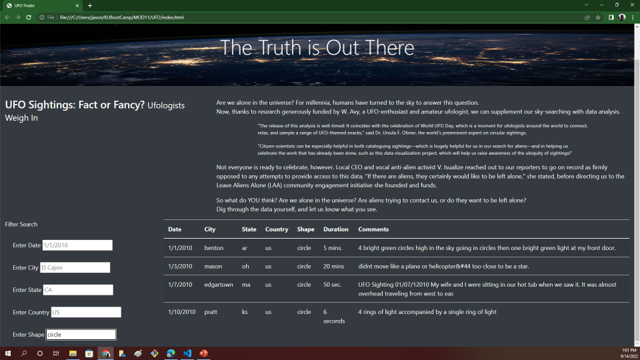 UFO Finder
File | file:///C:/Users/jason/KUBootCamp/MOD11/UFO/index.html
The Truth is Out There
UFO Sightings: Fact or Fancy? Ufologists
Weigh In
Are we alone in the universe? For millennia, humans have turned to the sky to answer this question.
Now, thanks to research generously funded by W. Avy, a UFO-enthusiast and amateur ufologist, we can supplement our sky-searching with data analysis.
"The release of this analysis is well-timed: It coincides with the celebration of World UFO Day, which is a moment for ufologists around the world to connect,
relax, and sample a range of UFO-themed snacks," said Dr. Ursula F. Olivier, the world's preeminent expert on circular sightings.
"Citizen scientists can be especially helpful in both cataloguing sightings—which is hugely helpful for us in our search for aliens—and in helping us
celebrate the work that has already been done, such as this data visualization project, which will help us raise awareness of the ubiquity of sightings!"
Not everyone is ready to celebrate, however. Local CEO and vocal anti-alien activist V. Isualize reached out to our reporters to go on record as firmly
opposed to any attempts to provide access to this data. "If there are aliens, they certainly would like to be left alone," she stated, before directing us to the
Leave Aliens Alone (LAA) community engagement initiative she founded and funds.
So what do YOU think? Are we alone in the universe? Are aliens trying to contact us, or do they want to be left alone?
Dig through the data yourself, and let us know what you see.
Filter Search
Enter Date 1/1/2010
Enter City El Cajon
Enter State CA
Enter Country US
Enter Shape circle
Date City State Country Shape Duration Comments
1/1/2010 benton ar us circle 5 mins. 4 bright green circles high in the sky going in circles then one bright green light at my front door.
1/3/2010 mason oh us circle 20 mins didnt move like a plane or helicopter&#44 too close to be a star.
1/7/2010 edgartown ma us circle 50 sec. UFO Sighting 01/07/12010 My wife and I were sitting in our hot tub when we saw it. It was almost
overhead traveling from west to eas
1/10/2010 pratt ks us circle 6 4 rings of light accompanied by a single ring of light
seconds
7:05 PM
9/14/2022